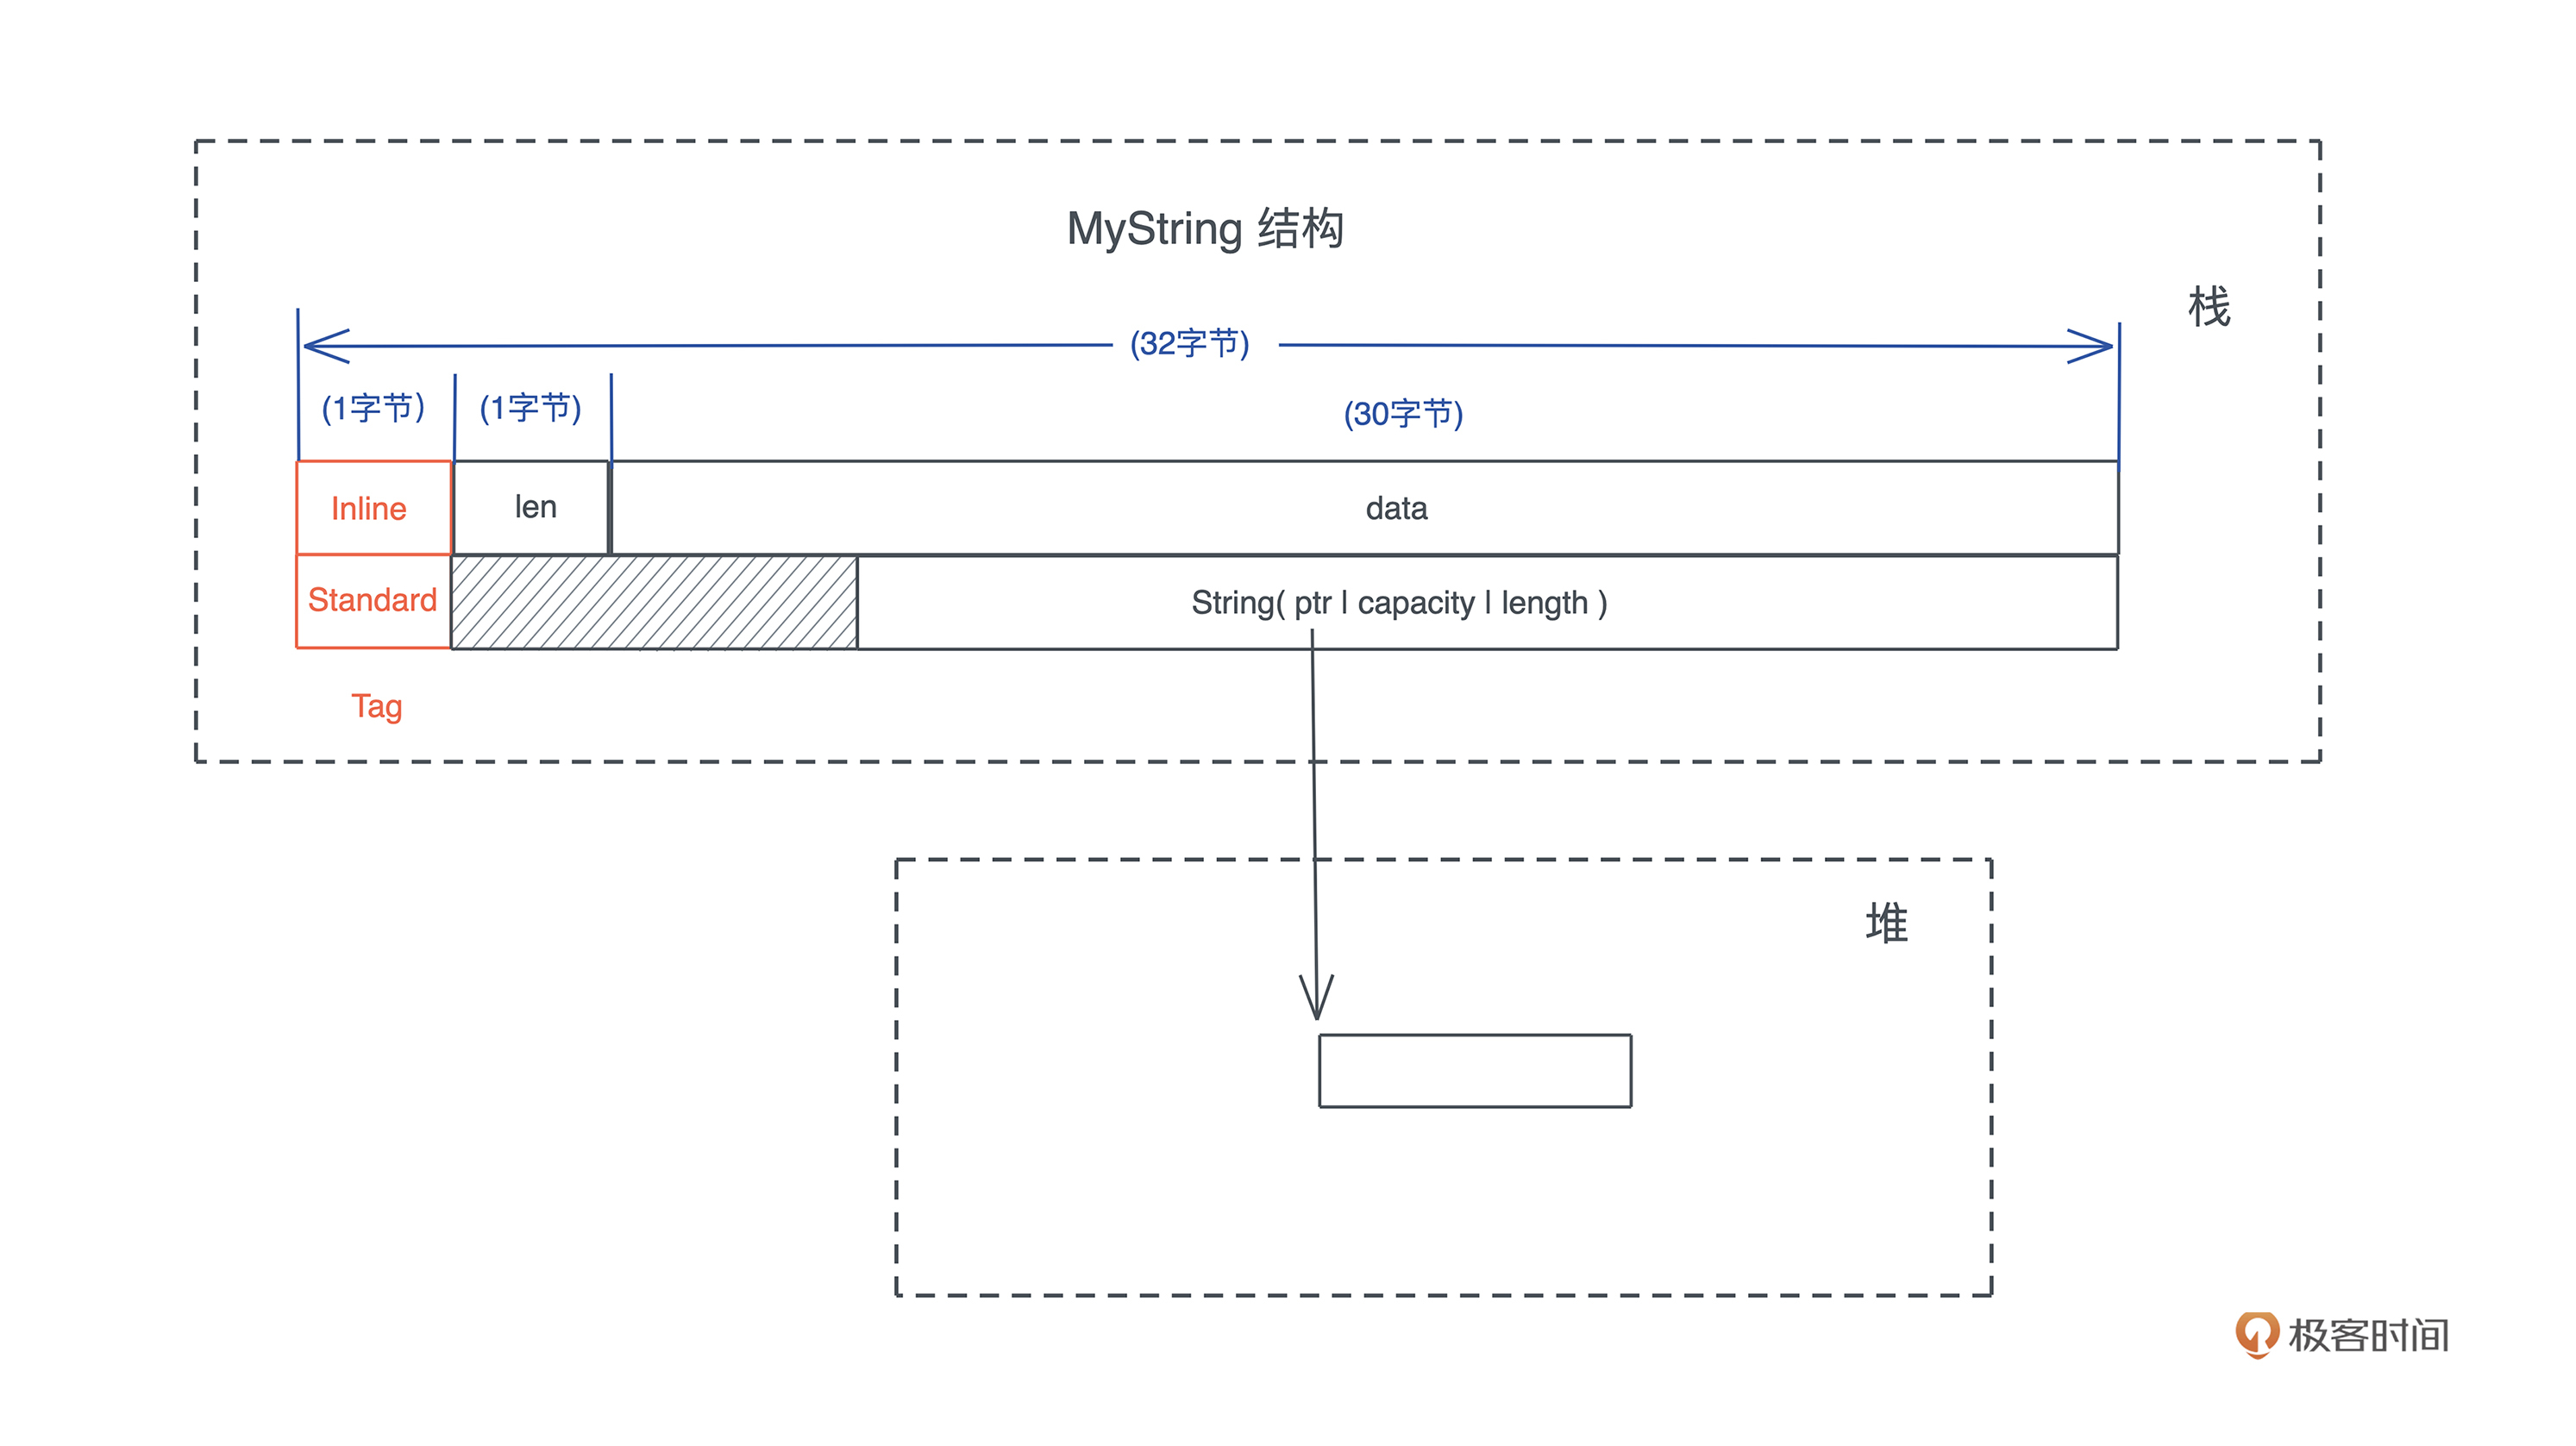 MyString 结构
栈
(32字节)
(1字节)
(1字节)
(30字节)
Inline
len
data
Standard
String( ptr | capacity | length )
Tag
堆
极客时间